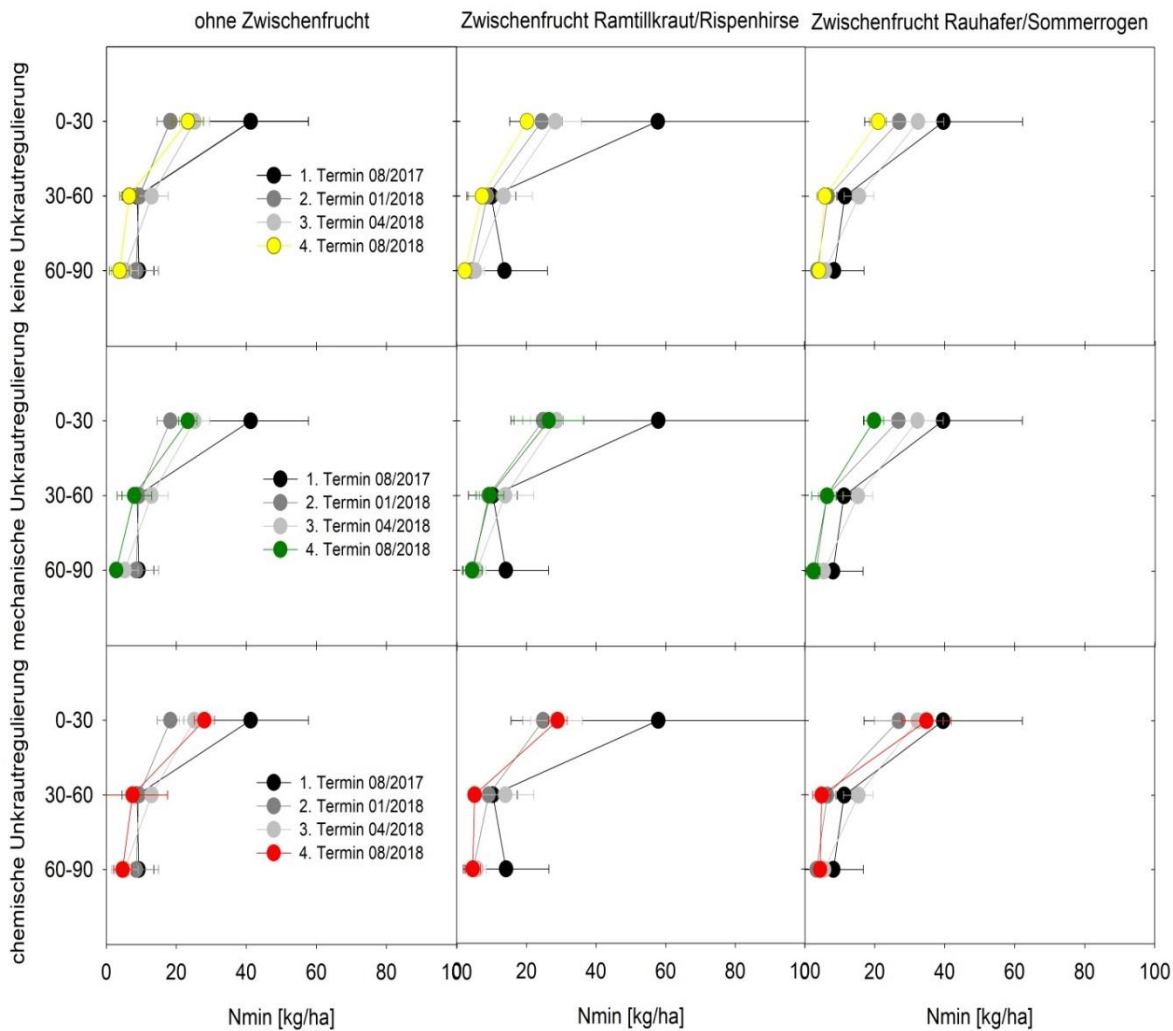 ohne Zwischenfrucht
Zwischenfrucht Ramtillkraut/Rispenhirse
Zwischenfrucht Rauhafer/Sommerrogen
chemische Unkrautregulierung mechanische Unkrautregulierung keine Unkrautregulierung
0-30
30-60
60-90
1. Termin 08/2017
2. Termin 01/2018
3. Termin 04/2018
4. Termin 08/2018
0-30
30-60
60-90
1. Termin 08/2017
2. Termin 01/2018
3. Termin 04/2018
4. Termin 08/2018
0-30
30-60
60-90
1. Termin 08/2017
2. Termin 01/2018
3. Termin 04/2018
4. Termin 08/2018
0 20 40 60 80 100 20 40 60 80 100 20 40 60 80 100
Nmin [kg/ha] Nmin [kg/ha] Nmin [kg/ha]